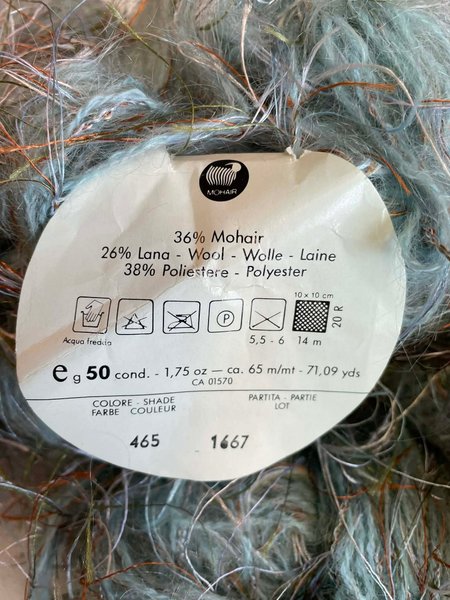 MOHAIR
36% Mohair
26% Lana - Wool - Wolle - Laine
38% Poliestere - Polyester
10 x 10 cm
P
20 R
Acqua fredda
5,5 - 6
14 m
e g 50 cond. - 1,75 oz — ca. 65 m/mt - 71,09 yds
CA 01570
COLORE - SHADE
FARBE COULEUR
PARTITA - PARTIE
LOT
465
1667